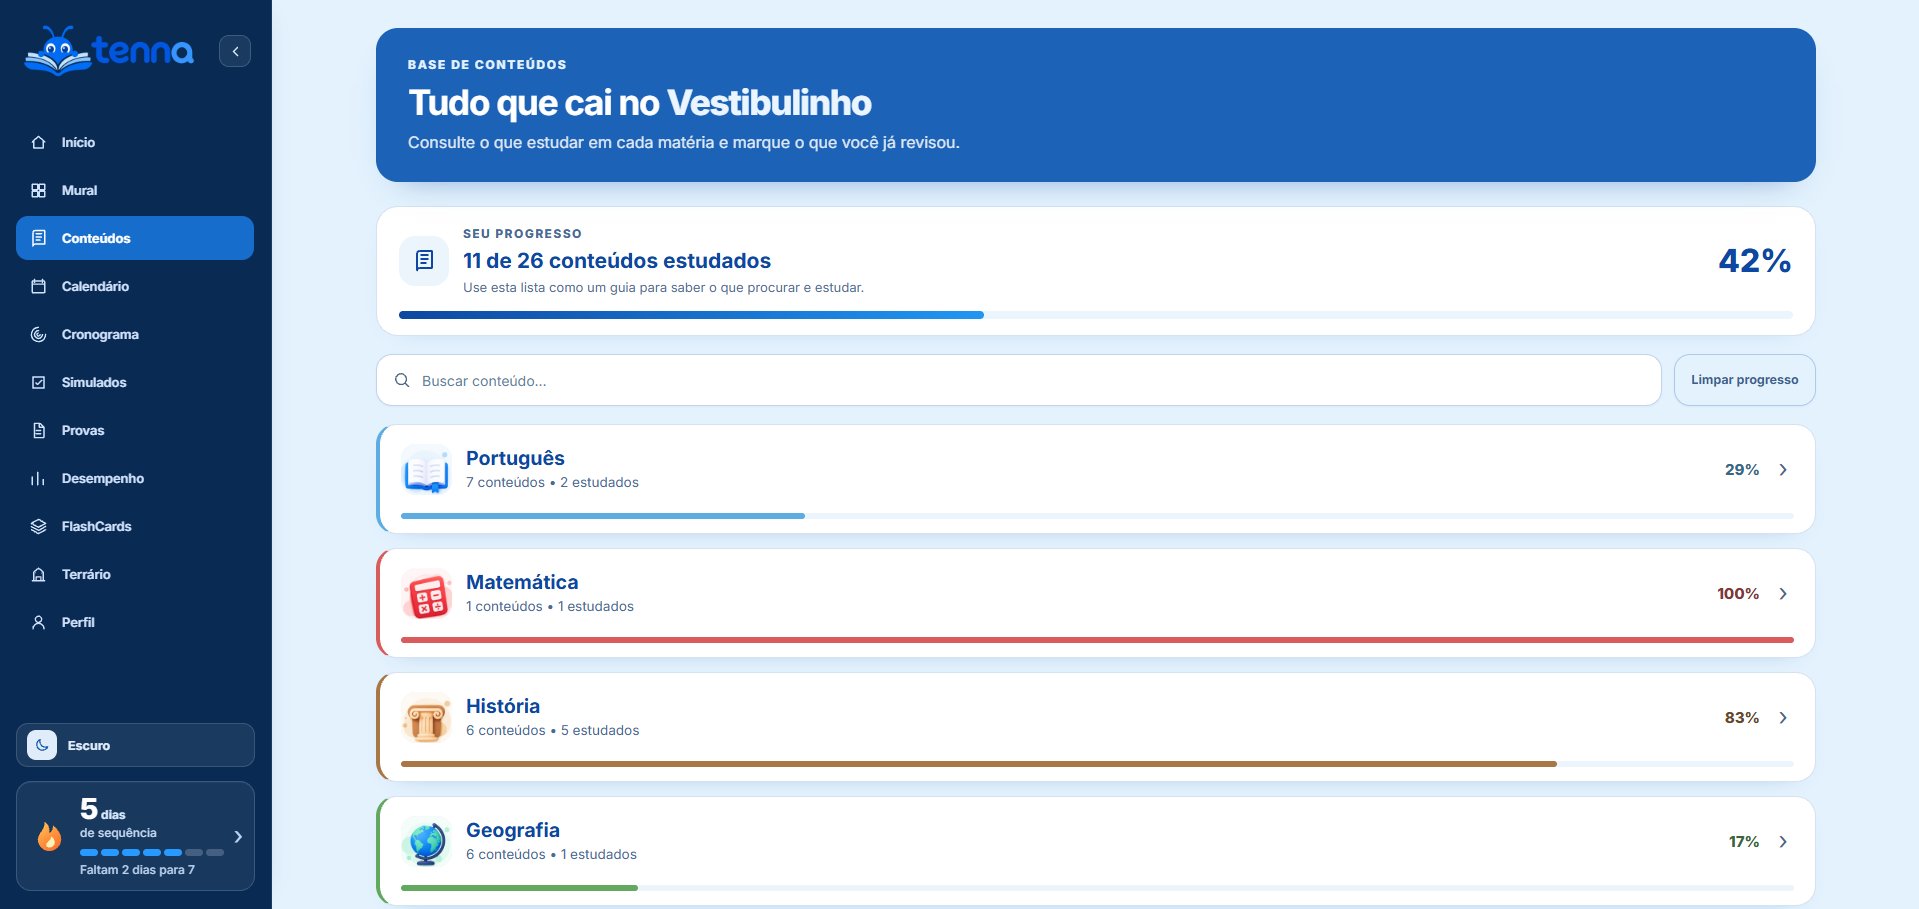 tenna
Início
Mural
Conteúdos
Calendário
Cronograma
Simulados
Provas
Desempenho
FlashCards
Terrário
Perfil
Escuro
5 dias
de sequência
Faltam 2 dias para 7
BASE DE CONTEÚDOS
Tudo que cai no Vestibulinho
Consulte o que estudar em cada matéria e marque o que você já revisou.
SEU PROGRESSO
11 de 26 conteúdos estudados
Use esta lista como um guia para saber o que procurar e estudar.
42%
Buscar conteúdo...
Limpar progresso
Português
7 conteúdos • 2 estudados
29%
Matemática
1 conteúdos • 1 estudados
100%
História
6 conteúdos • 5 estudados
83%
Geografia
6 conteúdos • 1 estudados
17%